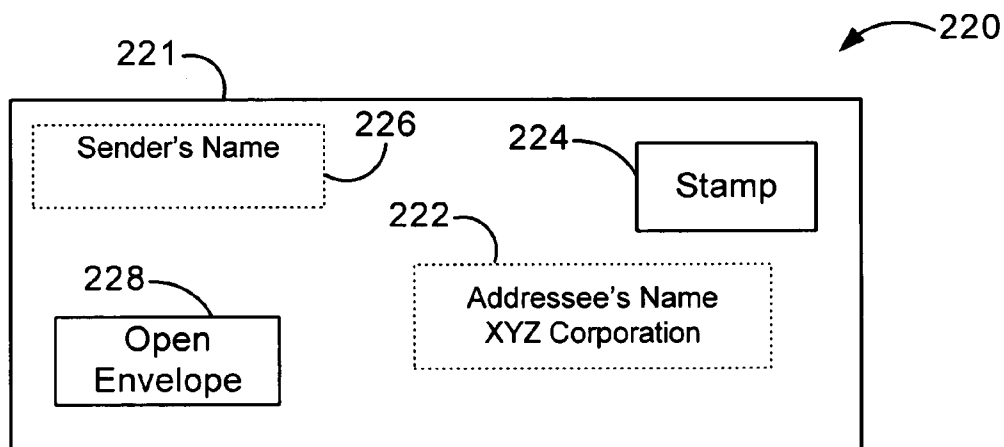 220
221
Sender's Name
226
224
Stamp
222
Addressee's Name
XYZ Corporation
228
Open
Envelope